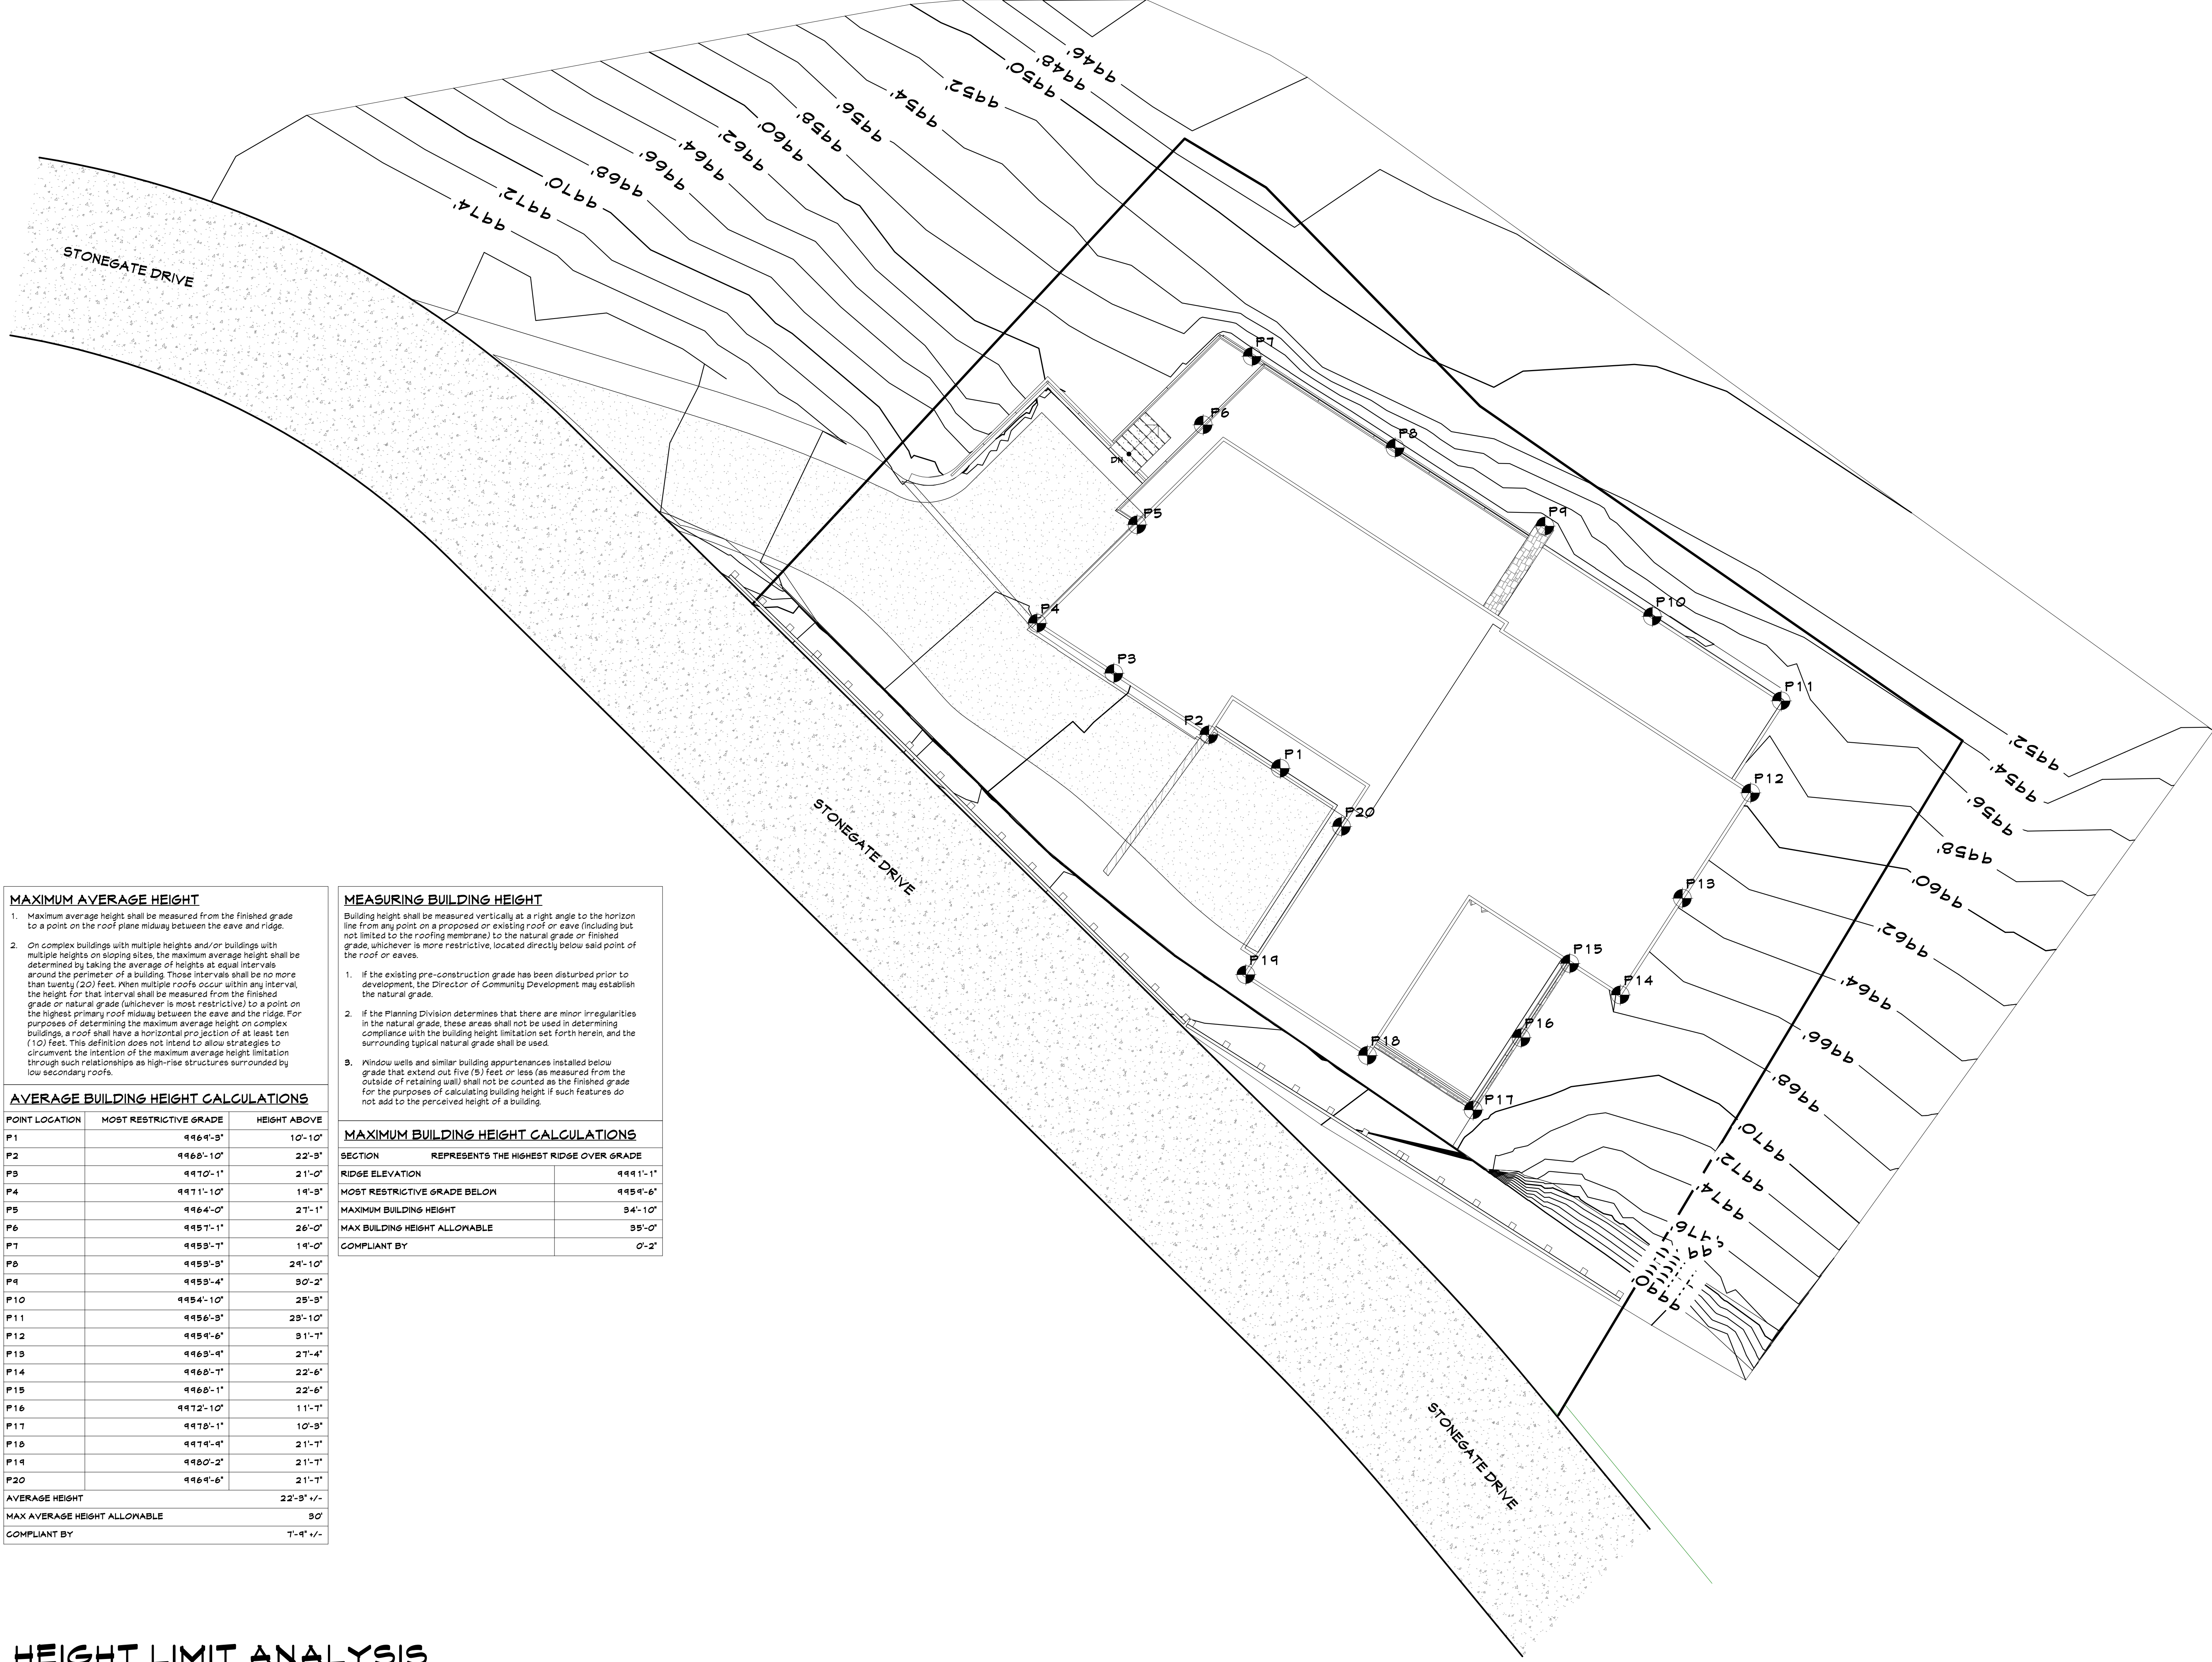 9946'
9948'
9950'
9952'
9954'
9956'
9958'
9960'
9962'
9964'
9966'
9968'
9970'
9972'
9974'
STONEGATE DRIVE
P7
P6
P8
DN
P5
P9
P4
P10
P3
P11
P2
P1
P12
P20
P13
P15
P19
P14
P16
P18
P17
9952'
9954'
9956'
9958'
9960'
9962'
9964'
9966'
9968'
9970'
9972'
9974'
9976'
9990'
STONEGATE DRIVE
STONEGATE DRIVE
MAXIMUM AVERAGE HEIGHT
1. Maximum average height shall be measured from the finished grade
to a point on the roof plane midway between the eave and ridge.
2. On complex buildings with multiple heights and/or buildings with
multiple heights on sloping sites, the maximum average height shall be
determined by taking the average of heights at equal intervals
around the perimeter of a building. Those intervals shall be no more
than twenty (20) feet. When multiple roofs occur within any interval,
the height for that interval shall be measured from the finished
grade or natural grade (whichever is most restrictive) to a point on
the highest primary roof midway between the eave and the ridge. For
purposes of determining the maximum average height on complex
buildings, a roof shall have a horizontal projection of at least ten
(10) feet. This definition does not intend to allow strategies to
circumvent the intention of the maximum average height limitation
through such relationships as high-rise structures surrounded by
low secondary roofs.
AVERAGE BUILDING HEIGHT CALCULATIONS
POINT LOCATION MOST RESTRICTIVE GRADE HEIGHT ABOVE
P1 9969'-3" 10'-10"
P2 9968'-10" 22'-3"
P3 9970'-1" 21'-0"
P4 9971'-10" 19'-3"
P5 9964'-0" 27'-1"
P6 9957'-1" 26'-0"
P7 9953'-7" 19'-0"
P8 9953'-3" 29'-10"
P9 9953'-4" 30'-2"
P10 9954'-10" 25'-3"
P11 9956'-3" 23'-10"
P12 9959'-6" 31'-7"
P13 9963'-9" 27'-4"
P14 9968'-7" 22'-6"
P15 9968'-1" 22'-6"
P16 9972'-10" 11'-7"
P17 9978'-1" 10'-3"
P18 9979'-9" 21'-7"
P19 9980'-2" 21'-7"
P20 9969'-6" 21'-7"
AVERAGE HEIGHT 22'-3" +/-
MAX AVERAGE HEIGHT ALLOWABLE 30'
COMPLIANT BY 7'-9" +/-
MEASURING BUILDING HEIGHT
Building height shall be measured vertically at a right angle to the horizon
line from any point on a proposed or existing roof or eave (including but
not limited to the roofing membrane) to the natural grade or finished
grade, whichever is more restrictive, located directly below said point of
the roof or eaves.
1. If the existing pre-construction grade has been disturbed prior to
development, the Director of Community Development may establish
the natural grade.
2. If the Planning Division determines that there are minor irregularities
in the natural grade, these areas shall not be used in determining
compliance with the building height limitation set forth herein, and the
surrounding typical natural grade shall be used.
3. Window wells and similar building appurtenances installed below
grade that extend out five (5) feet or less (as measured from the
outside of retaining wall) shall not be counted as the finished grade
for the purposes of calculating building height if such features do
not add to the perceived height of a building.
MAXIMUM BUILDING HEIGHT CALCULATIONS
SECTION REPRESENTS THE HIGHEST RIDGE OVER GRADE
RIDGE ELEVATION 9991'-1"
MOST RESTRICTIVE GRADE BELOW 9959'-6"
MAXIMUM BUILDING HEIGHT 34'-10"
MAX BUILDING HEIGHT ALLOWABLE 35'-0"
COMPLIANT BY 0'-2"
HEIGHT LIMIT ANALYSIS